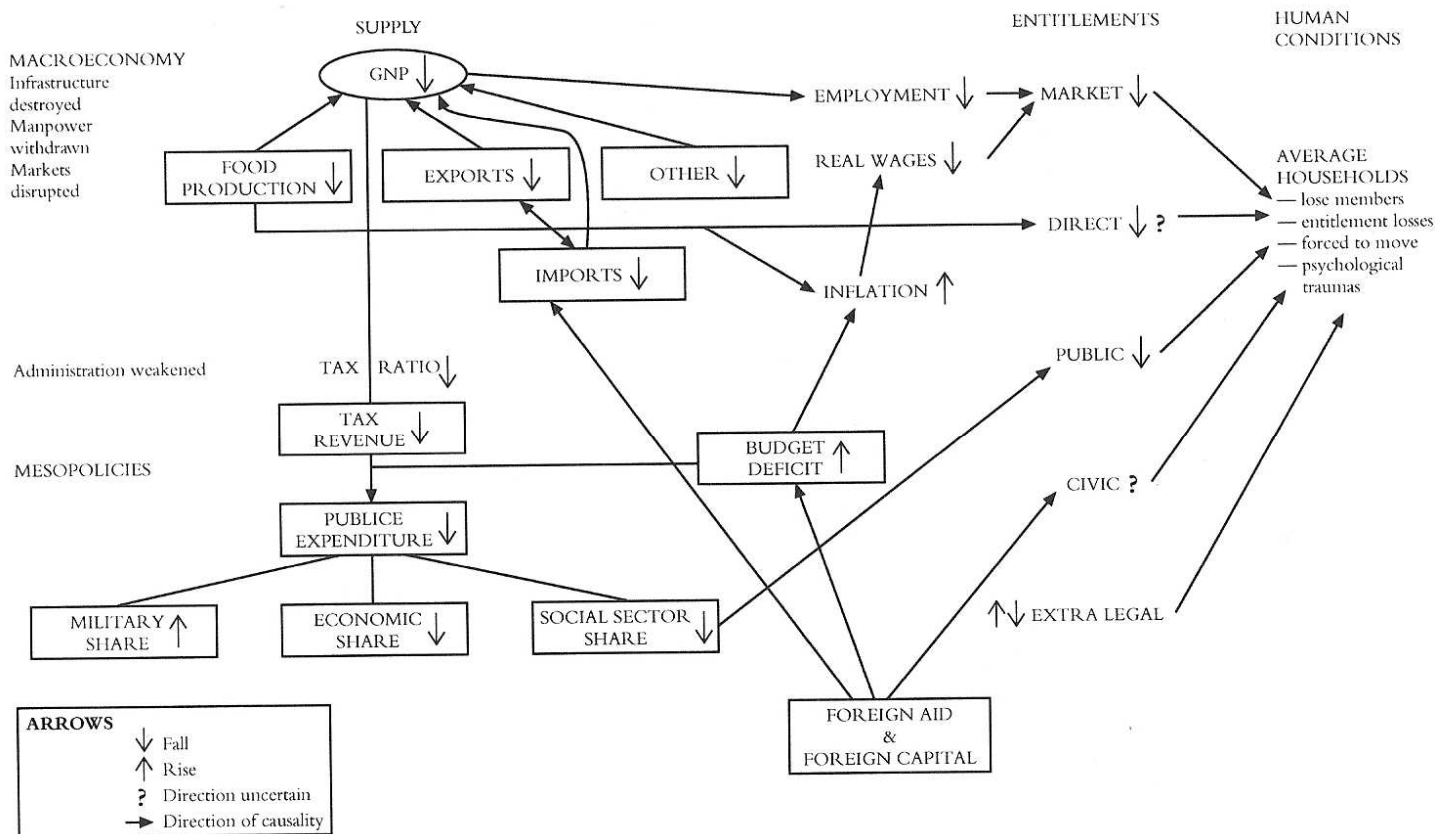 SUPPLY
ENTITLEMENTS
HUMAN
CONDITIONS
MACROECONOMY
Infrastructure
destroyed
Manpower
withdrawn
Markets
disrupted
GNP ↓
EMPLOYMENT ↓
MARKET ↓
FOOD
PRODUCTION ↓
EXPORTS ↓
OTHER ↓
REAL WAGES ↓
AVERAGE
HOUSEHOLDS
— lose members
— entitlement losses
— forced to move
— psychological
traumas
DIRECT ↓ ?
IMPORTS ↓
INFLATION ↑
Administration weakened
TAX RATIO ↓
PUBLIC ↓
TAX
REVENUE ↓
BUDGET
DEFICIT ↑
MESOPOLICIES
CIVIC ?
PUBLICE
EXPENDITURE ↓
MILITARY
SHARE ↑
ECONOMIC
SHARE ↓
SOCIAL SECTOR
SHARE ↓
↑↓ EXTRA LEGAL
FOREIGN AID
&
FOREIGN CAPITAL
ARROWS
↓ Fall
↑ Rise
? Direction uncertain
→ Direction of causality